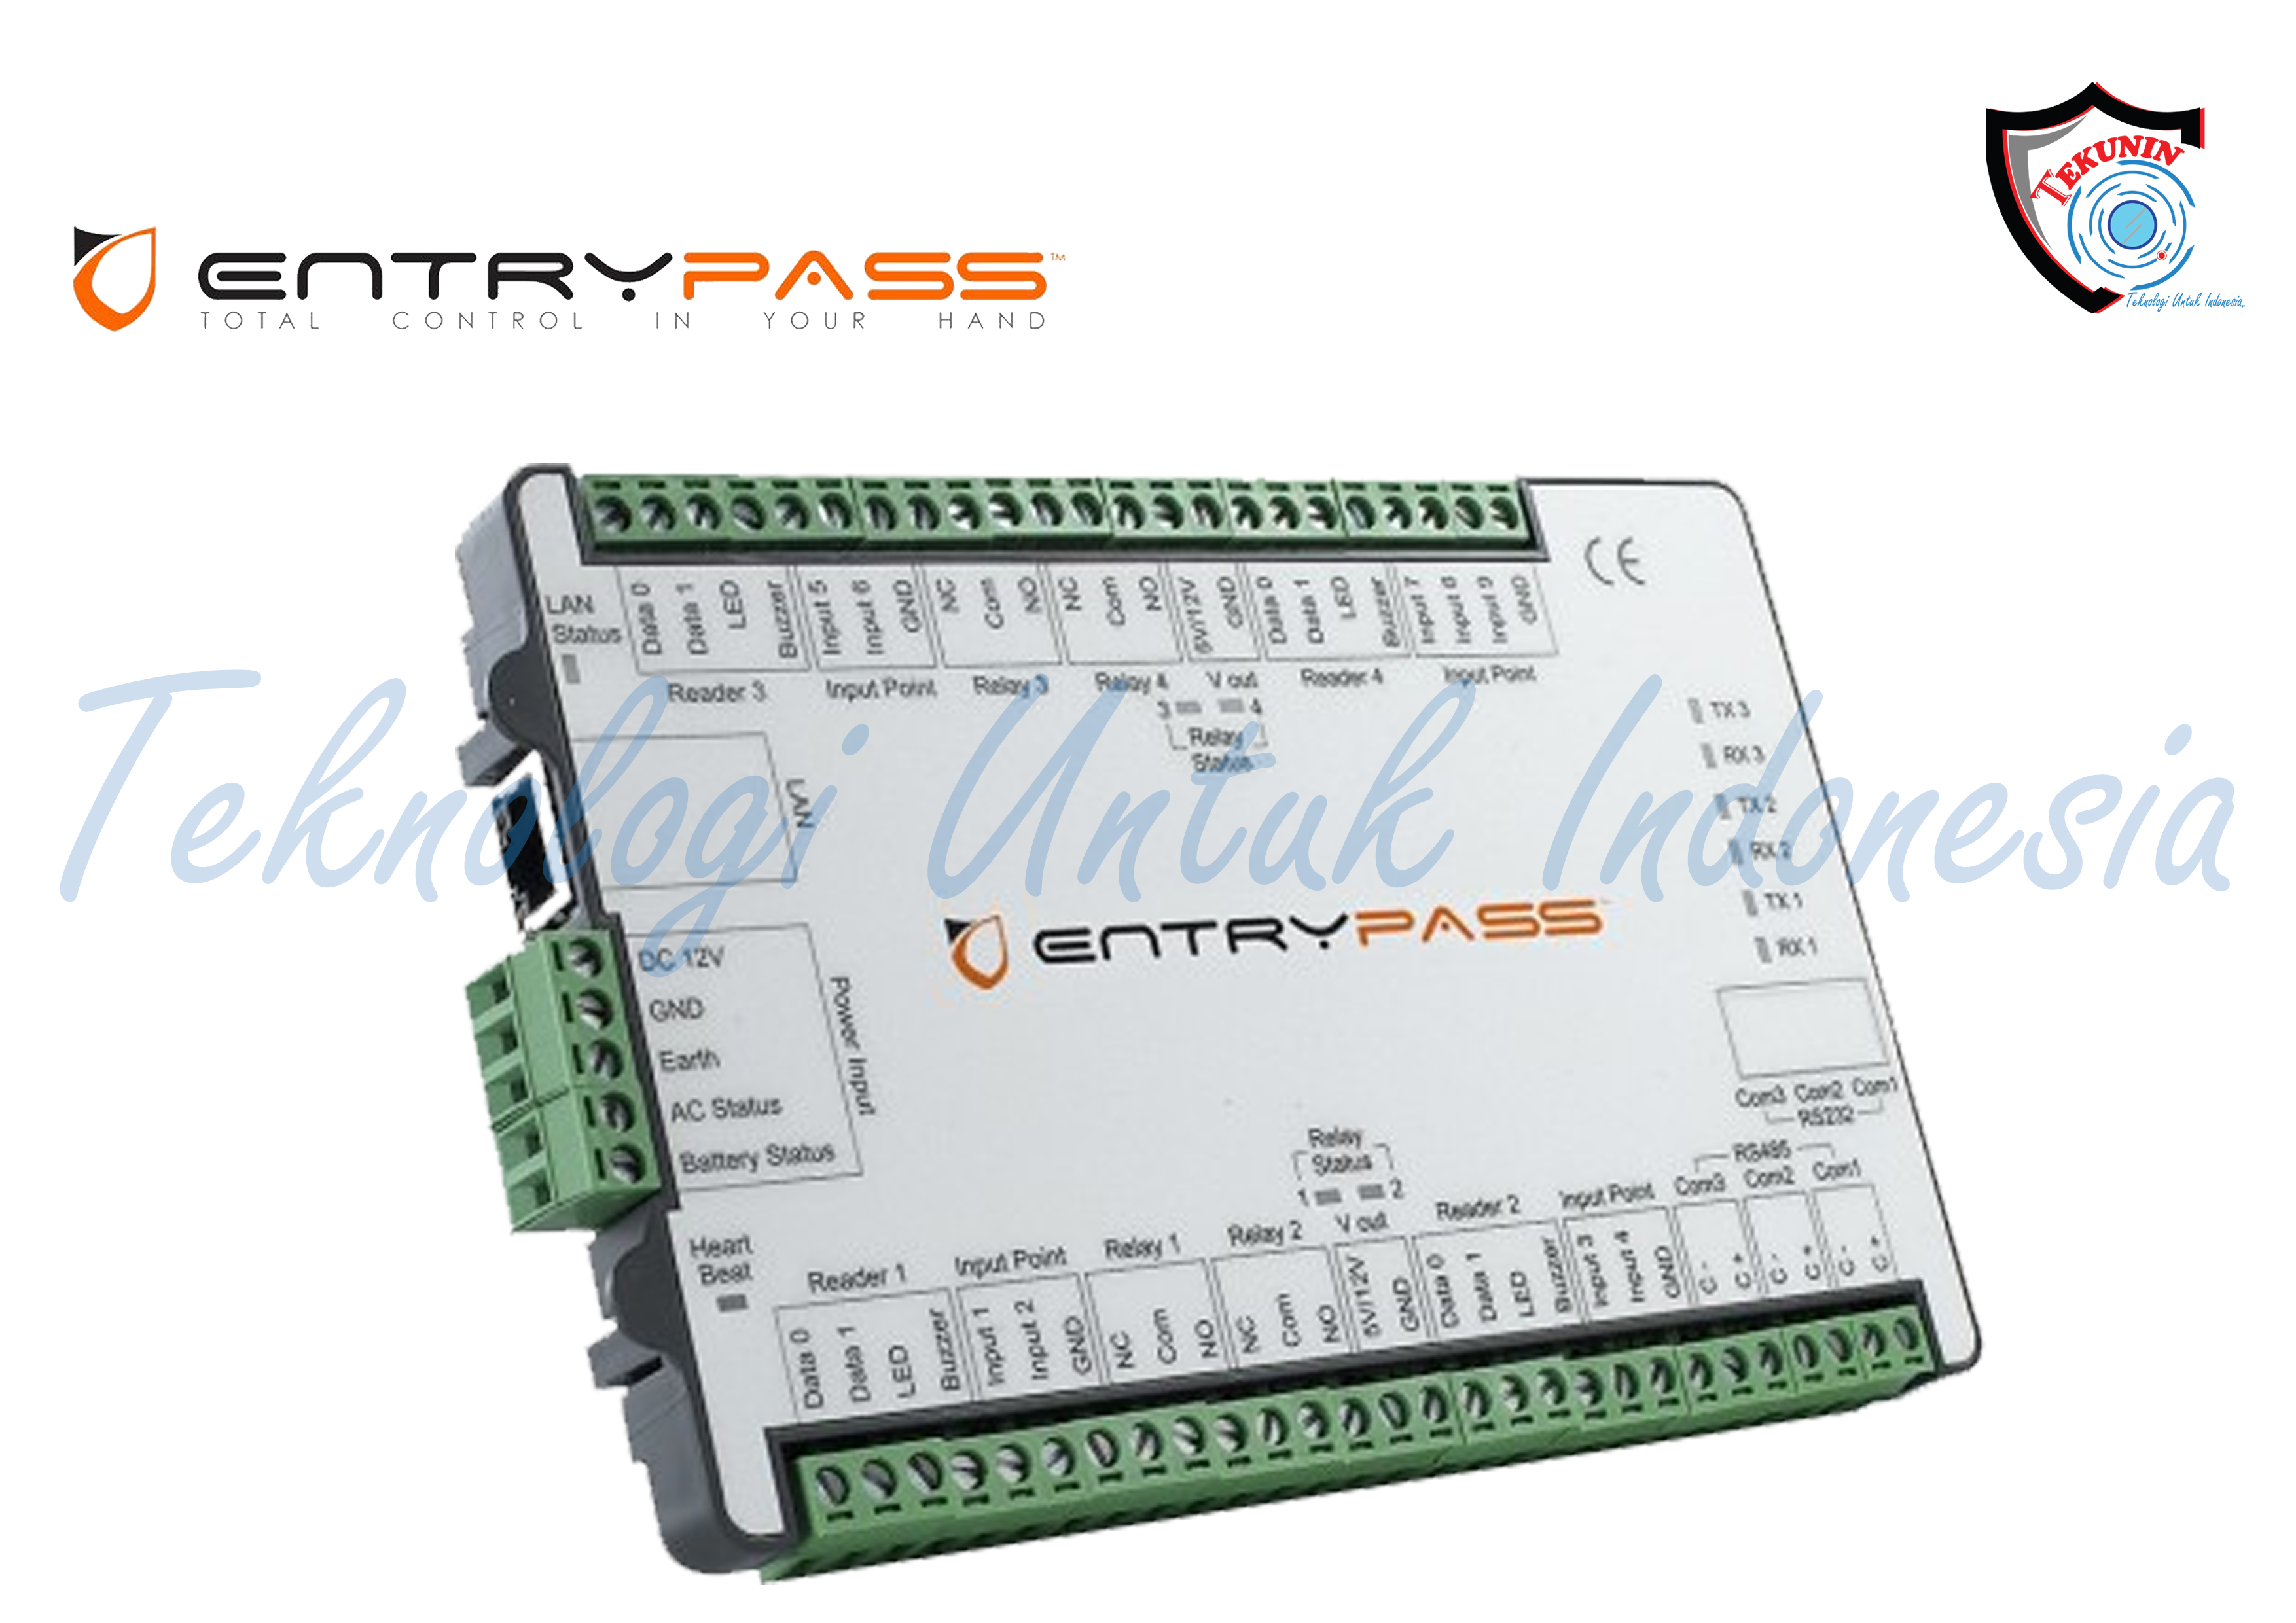 ENTRYPASS™
TOTAL CONTROL IN YOUR HAND
TEKUNIN
Teknologi Untuk Indonesia.
CE
LAN
Status
Data 0
Data 1
LED
Buzzer
Input 5
Input 6
GND
NC
Com
NO
NC
Com
NO
5V/12V
GND
Data 0
Data 1
LED
Buzzer
Input 7
Input 8
Input 9
GND
Reader 3
Input Point
Relay 3
Relay 4
V out
Reader 4
Input Point
3 4
Relay
Status
TX 3
RX 3
TX 2
RX 2
TX 1
RX 1
LAN
Teknologi Untuk Indonesia
ENTRYPASS
DC 12V
GND
Earth
AC Status
Battery Status
Power Input
Com3 Com2 Com1
RS232
RS485
Com3 Com2 Com1
Relay
Status
1 2
Heart
Beat
Reader 1
Input Point
Relay 1
Relay 2
V out
Reader 2
Input Point
Data 0
Data 1
LED
Buzzer
Input 1
Input 2
GND
NC
Com
NO
NC
Com
NO
5V/12V
GND
Data 0
Data 1
LED
Buzzer
Input 3
Input 4
GND
C -
C +
C -
C +
C -
C +